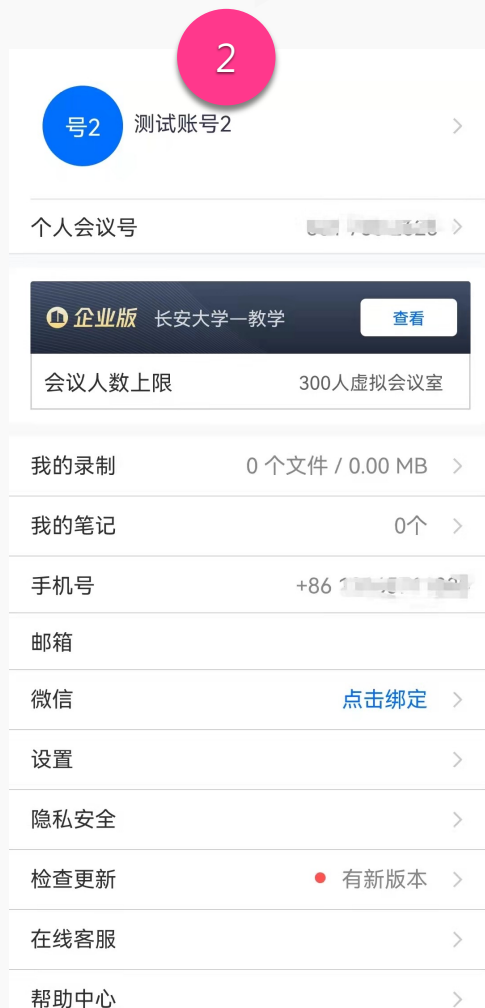 2
号2
测试账号2
个人会议号
企业版 长安大学—教学 查看
会议人数上限 300人虚拟会议室
我的录制 0 个文件 / 0.00 MB
我的笔记 0个
手机号 +86
邮箱
微信 点击绑定
设置
隐私安全
检查更新 有新版本
在线客服
帮助中心